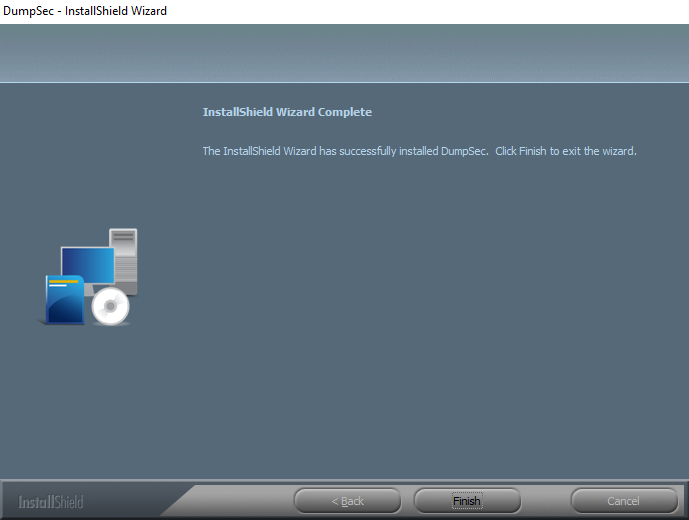 DumpSec - InstallShield Wizard
InstallShield Wizard Complete
The InstallShield Wizard has successfully installed DumpSec. Click Finish to exit the wizard.
InstallShield
< Back
Finish
Cancel